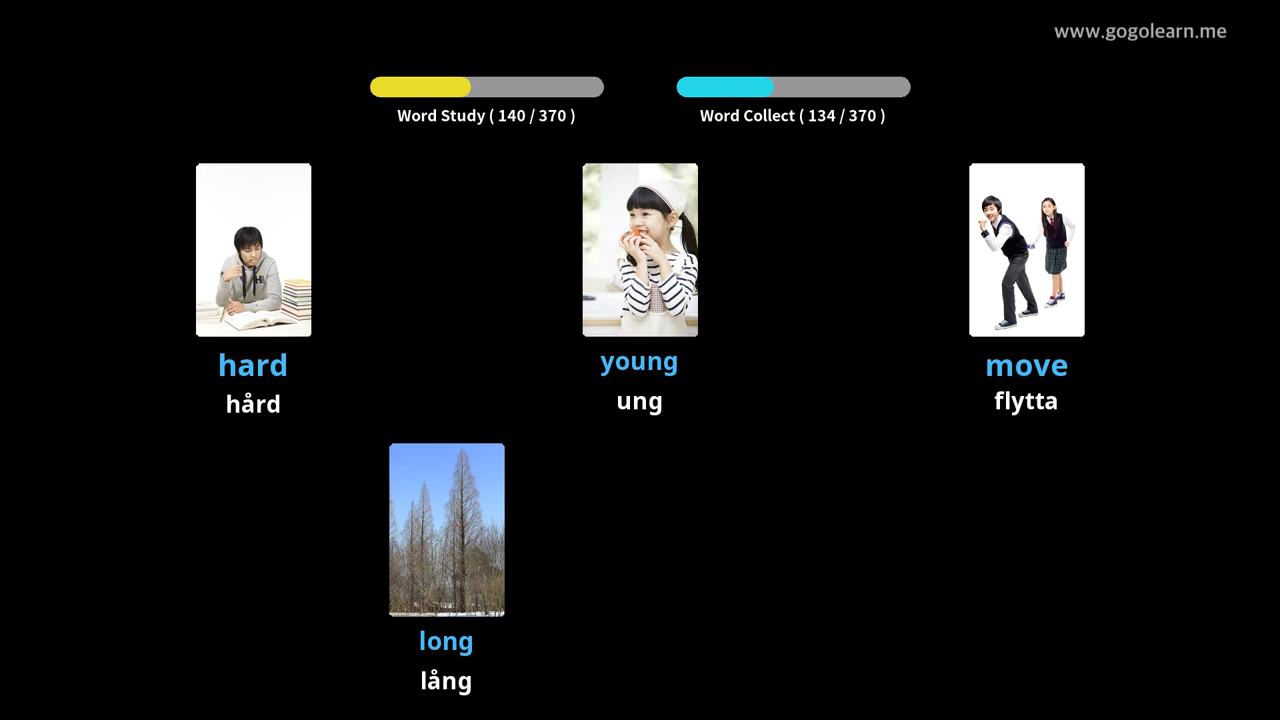 www.gogolearn.me
Word Study ( 140 / 370 )
Word Collect ( 134 / 370 )
hard
hård
young
ung
move
flytta
long
lång